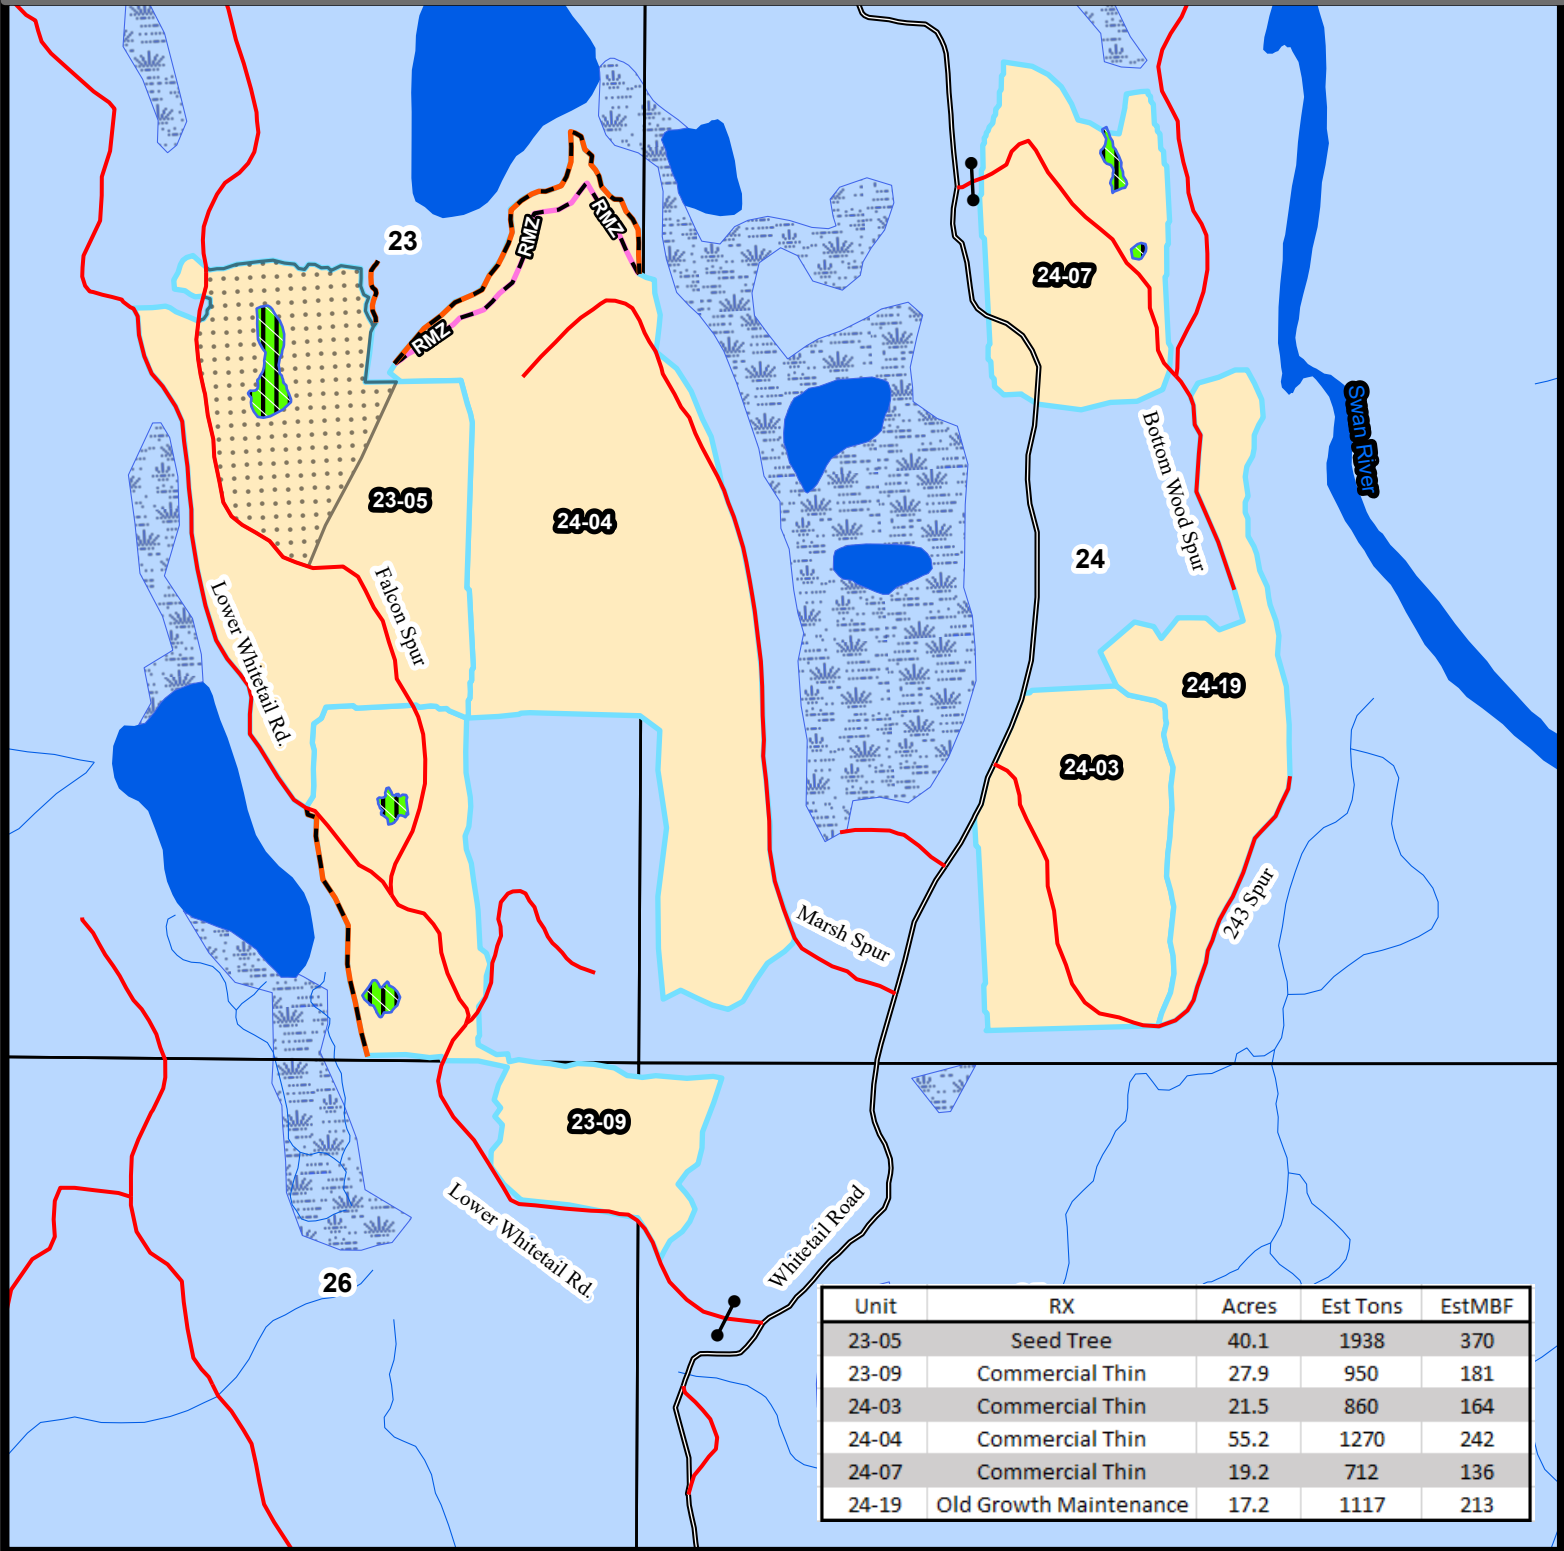 23
RMZ
RMZ
RMZ
24-07
Swan River
23-05
24-04
Bottom Wood Spur
24
Falcon Spur
Lower Whitetail Rd.
24-19
24-03
243 Spur
Marsh Spur
23-09
Lower Whitetail Rd.
Whitetail Road
26
Unit RX Acres Est Tons EstMBF
23-05 Seed Tree 40.1 1938 370
23-09 Commercial Thin 27.9 950 181
24-03 Commercial Thin 21.5 860 164
24-04 Commercial Thin 55.2 1270 242
24-07 Commercial Thin 19.2 712 136
24-19 Old Growth Maintenance 17.2 1117 213